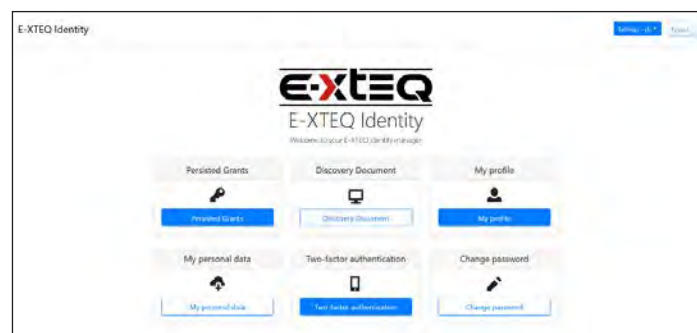 E-XTEQ Identity
E-XTEQ
E-XTEQ Identity
Welcome to your E-XTEQ identity manager
Persisted Grants
Discovery Document
My profile
Persisted Grants
Discovery Document
My profile
My personal data
Two-factor authentication
Change password
My personal data
Two-factor authentication
Change password